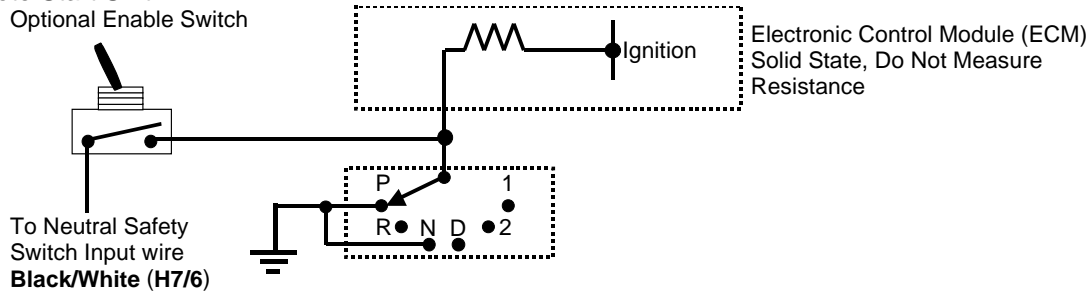 Optional Enable Switch
Ignition
Electronic Control Module (ECM)
Solid State, Do Not Measure
Resistance
P 1
R N D 2
To Neutral Safety
Switch Input wire
Black/White (H7/6)